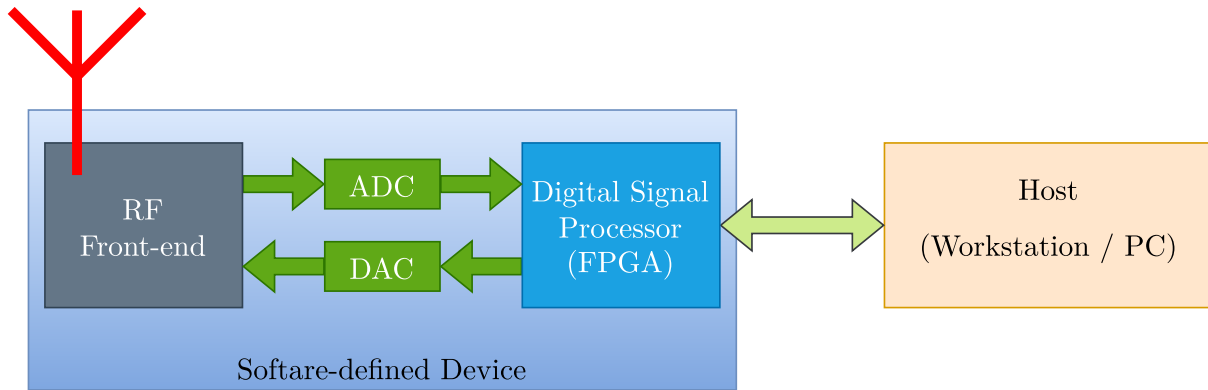 RF
Front-end
ADC
DAC
Digital Signal
Processor
(FPGA)
Host
(Workstation / PC)
Softare-defined Device